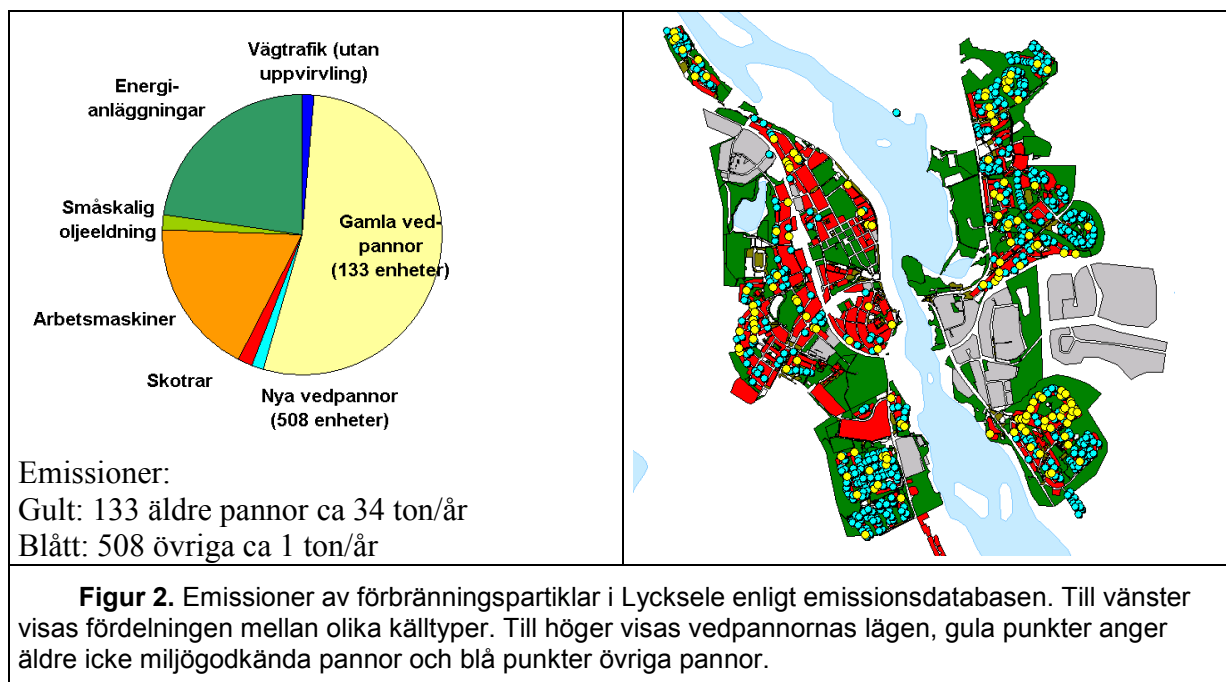 Vägtrafik (utan
uppvirvling)
Energi-
anläggningar
Småskalig
oljeeldning
Gamla ved-
pannor
(133 enheter)
Arbetsmaskiner
Skotrar
Nya vedpannor
(508 enheter)
Emissioner:
Gult: 133 äldre pannor ca 34 ton/år
Blått: 508 övriga ca 1 ton/år
Figur 2. Emissioner av förbränningspartiklar i Lycksele enligt emissionsdatabasen. Till vänster
visas fördelningen mellan olika källtyper. Till höger visas vedpannornas lägen, gula punkter anger
äldre icke miljögodkända pannor och blå punkter övriga pannor.